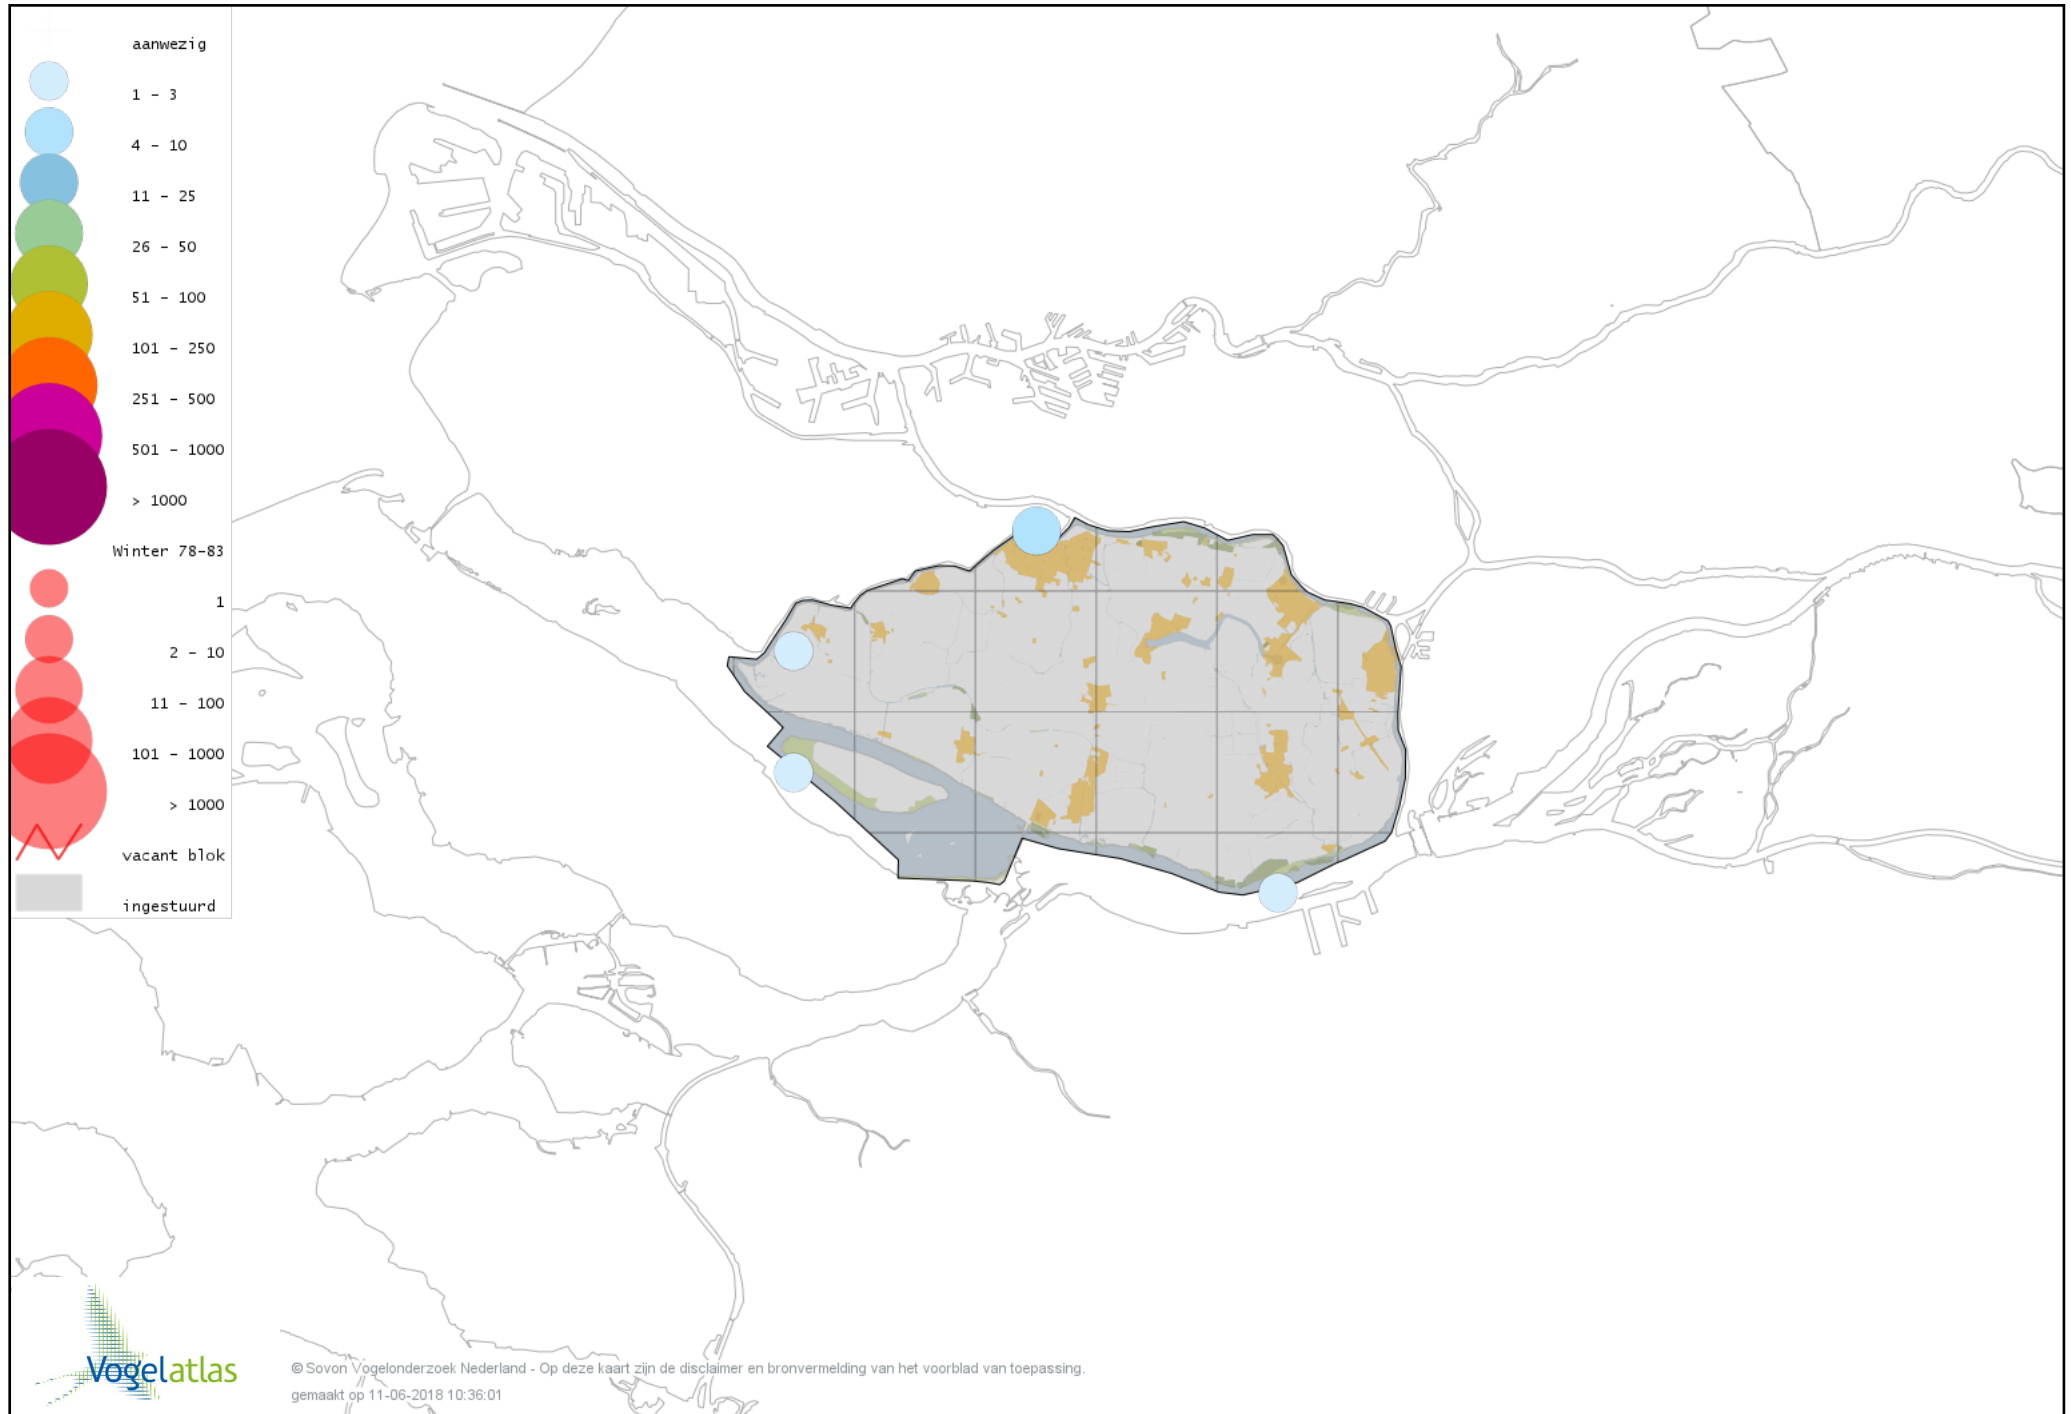 aanwezig
1 - 3
4 - 10
11 - 25
26 - 50
51 - 100
101 - 250
251 - 500
501 - 1000
> 1000
Winter 78-83
1
2 - 10
11 - 100
101 - 1000
> 1000
vacant blok
ingestuurd
Vogelatlas
© Sovon Vogelonderzoek Nederland - Op deze kaart zijn de disclaimer en bronvermelding van het voorblad van toepassing.
gemaakt op 11-06-2018 10:36:01